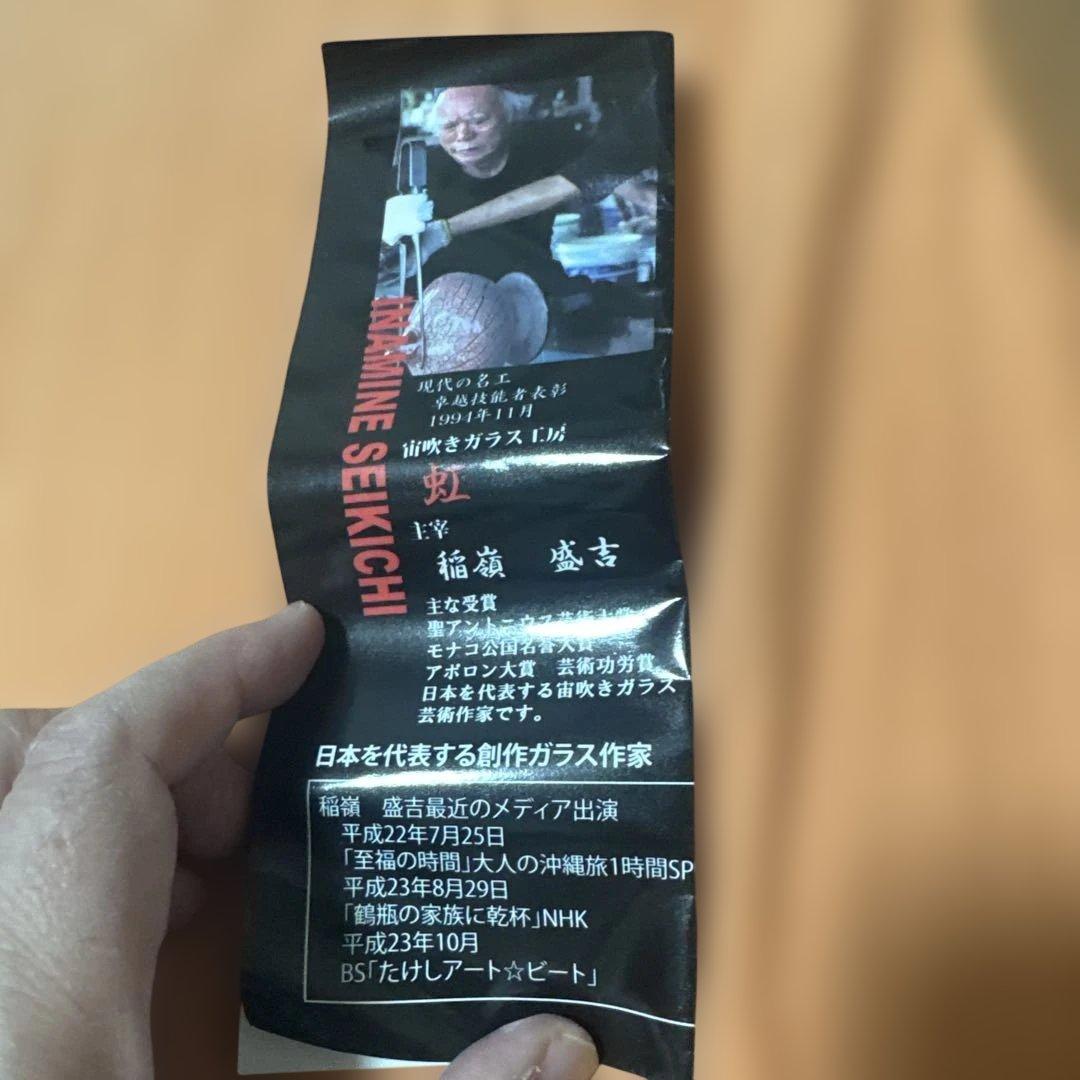 INAMINE SEIKICHI
現代の名工
卓越技能者表彰
1994年11月
宙吹きガラス工房
虹
主宰
稲嶺 盛吉
主な受賞
聖アントニウス芸術大賞
モナコ公国名誉大賞
アポロン大賞 芸術功労賞
日本を代表する宙吹きガラス
芸術作家です。
日本を代表する創作ガラス作家
稲嶺 盛吉最近のメディア出演
平成22年7月25日
「至福の時間」大人の沖縄旅1時間SP
平成23年8月29日
「鶴瓶の家族に乾杯」NHK
平成23年10月
BS「たけしアート☆ビート」